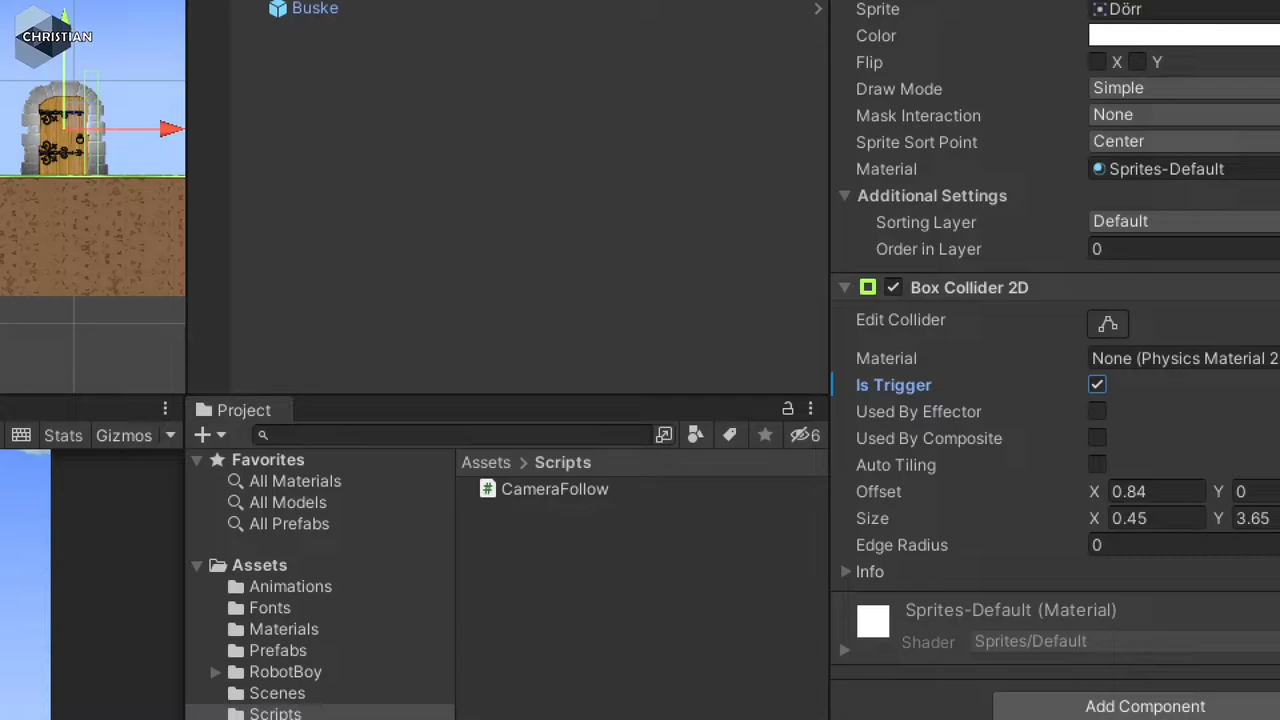 CHRISTIAN
Buske
Sprite Dörr
Color
Flip X Y
Draw Mode Simple
Mask Interaction None
Sprite Sort Point Center
Material Sprites-Default
Additional Settings
Sorting Layer Default
Order in Layer 0
Box Collider 2D
Edit Collider
Material None (Physics Material 2
Is Trigger
Used By Effector
Used By Composite
Auto Tiling
Offset X 0.84 Y 0
Size X 0.45 Y 3.65
Edge Radius 0
Info
Sprites-Default (Material)
Shader Sprites/Default
Add Component
Stats Gizmos
Project
6
Favorites
All Materials
All Models
All Prefabs
Assets
Animations
Fonts
Materials
Prefabs
RobotBoy
Scenes
Scripts
Assets > Scripts
CameraFollow